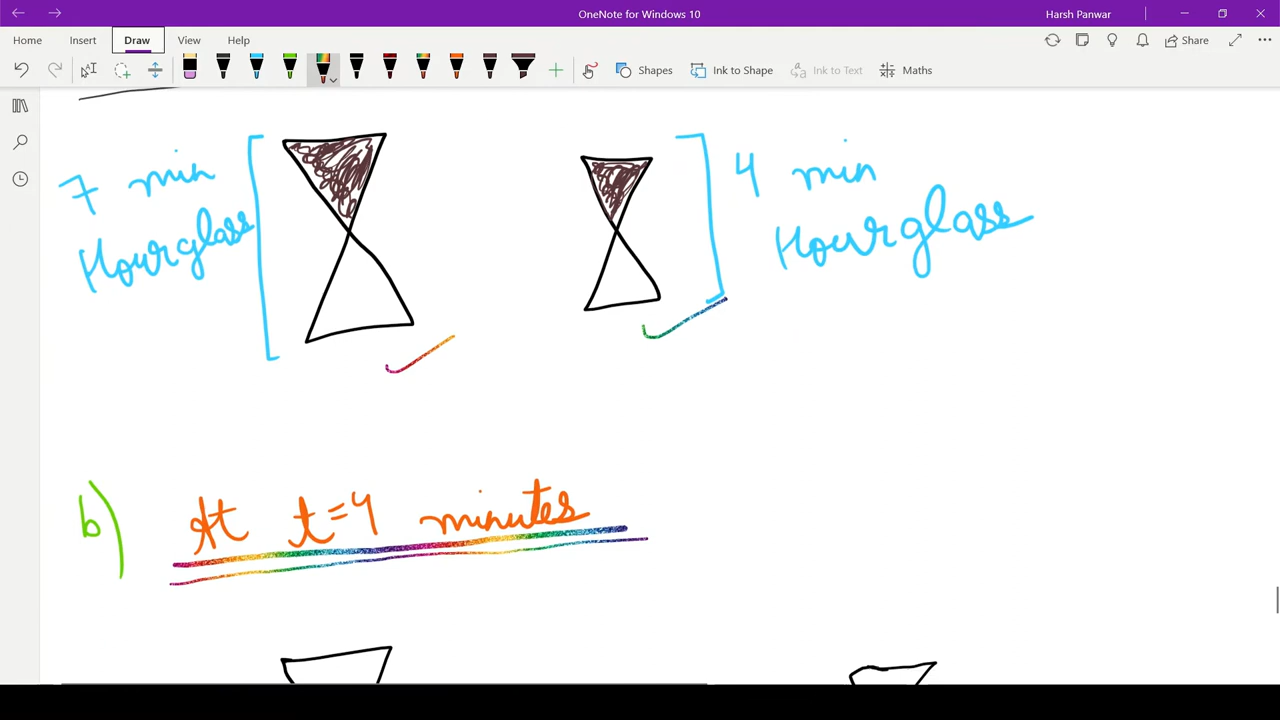 OneNote for Windows 10
Harsh Panwar
Home Insert Draw View Help
Share
Shapes Ink to Shape Ink to Text Maths
7 min
Hourglass
4 min
Hourglass
b) At t=4 minutes